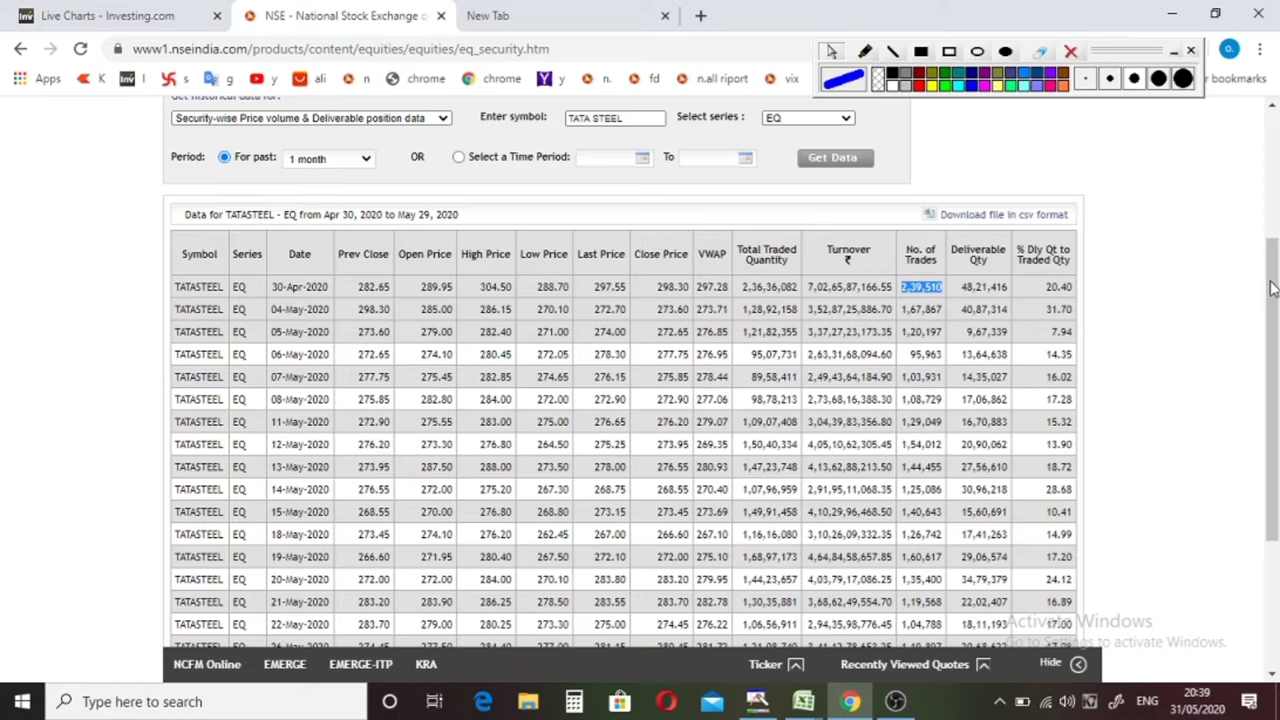 Live Charts - Investing.com
NSE - National Stock Exchange o
New Tab
www1.nseindia.com/products/content/equities/equities/eq_security.htm
Apps K I g y ali n chrome chrome y n. fd n.all riport vix r bookmarks
Get historical data for:
Security-wise Price volume & Deliverable position data Enter symbol: TATA STEEL Select series : EQ
Period: For past: 1 month OR Select a Time Period: To Get Data
Data for TATASTEEL - EQ from Apr 30, 2020 to May 29, 2020 Download file in csv format
Symbol Series Date Prev Close Open Price High Price Low Price Last Price Close Price VWAP Total Traded Quantity Turnover ₹ No. of Trades Deliverable Qty % Dly Qt to Traded Qty
TATASTEEL EQ 30-Apr-2020 282.65 289.95 304.50 288.70 297.55 298.30 297.28 2,36,36,082 7,02,65,87,166.55 2,39,510 48,21,416 20.40
TATASTEEL EQ 04-May-2020 298.30 285.00 286.15 270.10 272.70 273.60 273.71 1,28,92,158 3,52,87,25,886.70 1,67,867 40,87,314 31.70
TATASTEEL EQ 05-May-2020 273.60 279.00 282.40 271.00 274.00 272.65 276.85 1,21,82,355 3,37,27,23,173.35 1,20,197 9,67,339 7.94
TATASTEEL EQ 06-May-2020 272.65 274.10 280.45 272.05 278.30 277.75 276.95 95,07,731 2,63,31,68,094.60 95,963 13,64,638 14.35
TATASTEEL EQ 07-May-2020 277.75 275.45 282.85 274.65 276.15 275.85 278.44 89,58,411 2,49,43,64,184.90 1,03,931 14,35,027 16.02
TATASTEEL EQ 08-May-2020 275.85 282.80 284.00 272.00 272.90 272.90 277.06 98,78,213 2,73,68,16,388.30 1,08,729 17,06,862 17.28
TATASTEEL EQ 11-May-2020 272.90 275.55 283.00 275.00 276.65 276.20 279.07 1,09,07,408 3,04,39,83,356.80 1,29,049 16,70,883 15.32
TATASTEEL EQ 12-May-2020 276.20 273.30 276.80 264.50 275.25 273.95 269.35 1,50,40,334 4,05,10,62,305.45 1,54,012 20,90,062 13.90
TATASTEEL EQ 13-May-2020 273.95 287.50 288.00 273.50 278.00 276.55 280.93 1,47,23,748 4,13,62,88,213.50 1,44,455 27,56,610 18.72
TATASTEEL EQ 14-May-2020 276.55 272.00 275.20 267.30 268.75 268.55 270.40 1,07,96,959 2,91,95,11,068.35 1,25,086 30,96,218 28.68
TATASTEEL EQ 15-May-2020 268.55 270.00 276.80 268.80 273.15 273.45 273.69 1,49,91,458 4,10,29,96,468.50 1,40,643 15,60,691 10.41
TATASTEEL EQ 18-May-2020 273.45 274.10 276.20 262.45 267.00 266.60 267.10 1,16,16,080 3,10,26,09,332.35 1,26,742 17,41,263 14.99
TATASTEEL EQ 19-May-2020 266.60 271.95 280.40 267.50 272.10 272.00 275.10 1,68,97,173 4,64,84,58,657.85 1,60,617 29,06,574 17.20
TATASTEEL EQ 20-May-2020 272.00 272.00 284.00 270.10 283.80 283.20 279.95 1,44,23,657 4,03,79,17,086.25 1,35,400 34,79,379 24.12
TATASTEEL EQ 21-May-2020 283.20 283.90 286.25 278.50 283.55 283.70 282.78 1,30,35,881 3,68,62,49,554.70 1,19,568 22,02,407 16.89
TATASTEEL EQ 22-May-2020 283.70 279.00 280.25 273.30 275.00 274.45 276.22 1,06,56,911 2,94,35,98,776.45 1,04,788 18,11,193 17.00
Activate Windows
Go to Settings to activate Windows.
NCFM Online EMERGE EMERGE-ITP KRA Ticker Recently Viewed Quotes Hide
Type here to search
ENG
20:39
31/05/2020